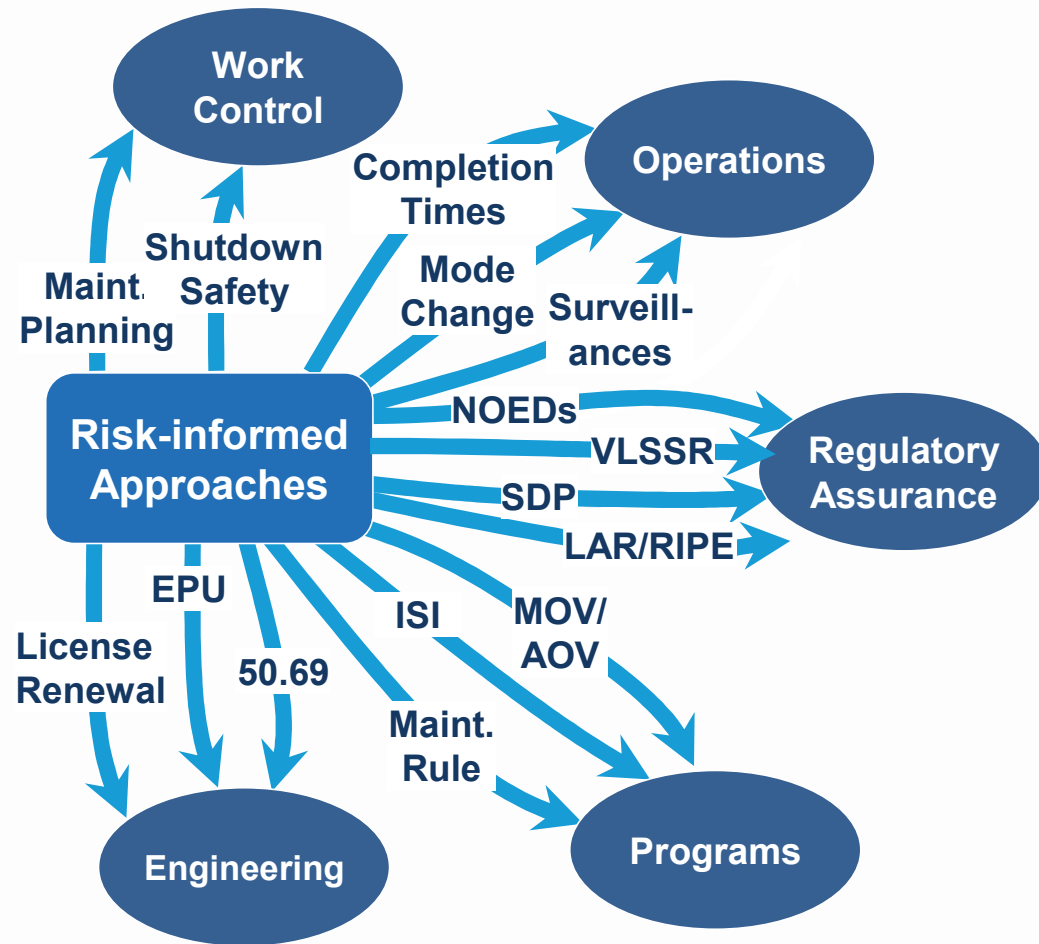 Work
Control
Completion
Times
Operations
Shutdown
Safety
Maint.
Planning
Mode
Change
Surveill-
ances
Risk-informed
Approaches
NOEDs
VLSSR
SDP
LAR/RIPE
Regulatory
Assurance
License
Renewal
EPU
50.69
ISI
MOV/
AOV
Maint.
Rule
Engineering
Programs